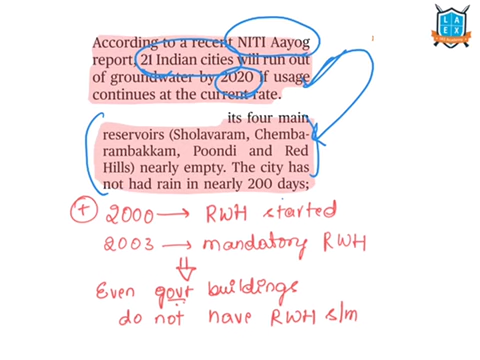 According to a recent NITI Aayog
report, 21 Indian cities will run out
of groundwater by 2020 if usage
continues at the current rate.
its four main
reservoirs (Sholavaram, Chemba-
rambakkam, Poondi and Red
Hills) nearly empty. The city has
not had rain in nearly 200 days;
+ 2000 → RWH started
2003 → mandatory RWH
⇓
Even govt buildings
do not have RWH s/m
LA
EX